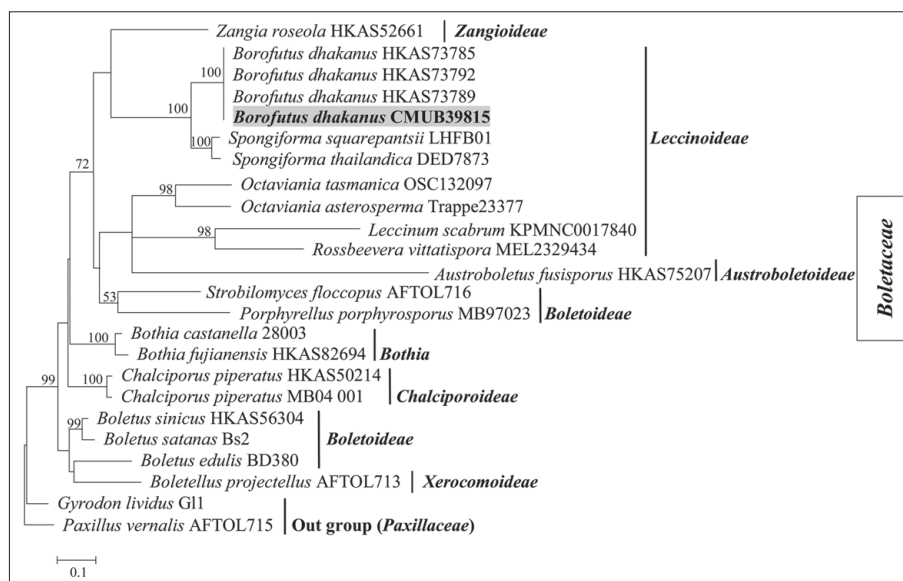 Zangia roseola HKAS52661 Zangioideae
Borofutus dhakanus HKAS73785
100 Borofutus dhakanus HKAS73792
Borofutus dhakanus HKAS73789
100 Borofutus dhakanus CMUB39815
100 Spongiforma squarepantsii LHFB01 Leccinoideae
Spongiforma thailandica DED7873
72
98 Octaviania tasmanica OSC132097
Octaviania asterosperma Trappe23377
Leccinum scabrum KPMNC0017840
98 Rossbeevera vittatispora MEL2329434
Austroboletus fusisporus HKAS75207 Austroboletoideae
Boletaceae
Strobilomyces floccopus AFTOL716
53 Porphyrellus porphyrosporus MB97023 Boletoideae
Bothia castanella 28003
100 Bothia fujianensis HKAS82694 Bothia
Chalciporus piperatus HKAS50214
99 100 Chalciporus piperatus MB04 001 Chalciporoideae
Boletus sinicus HKAS56304
99 Boletus satanas Bs2 Boletoideae
Boletus edulis BD380
Boletellus projectellus AFTOL713 Xerocomoideae
Gyrodon lividus Gl1
Paxillus vernalis AFTOL715 Out group (Paxillaceae)
0.1